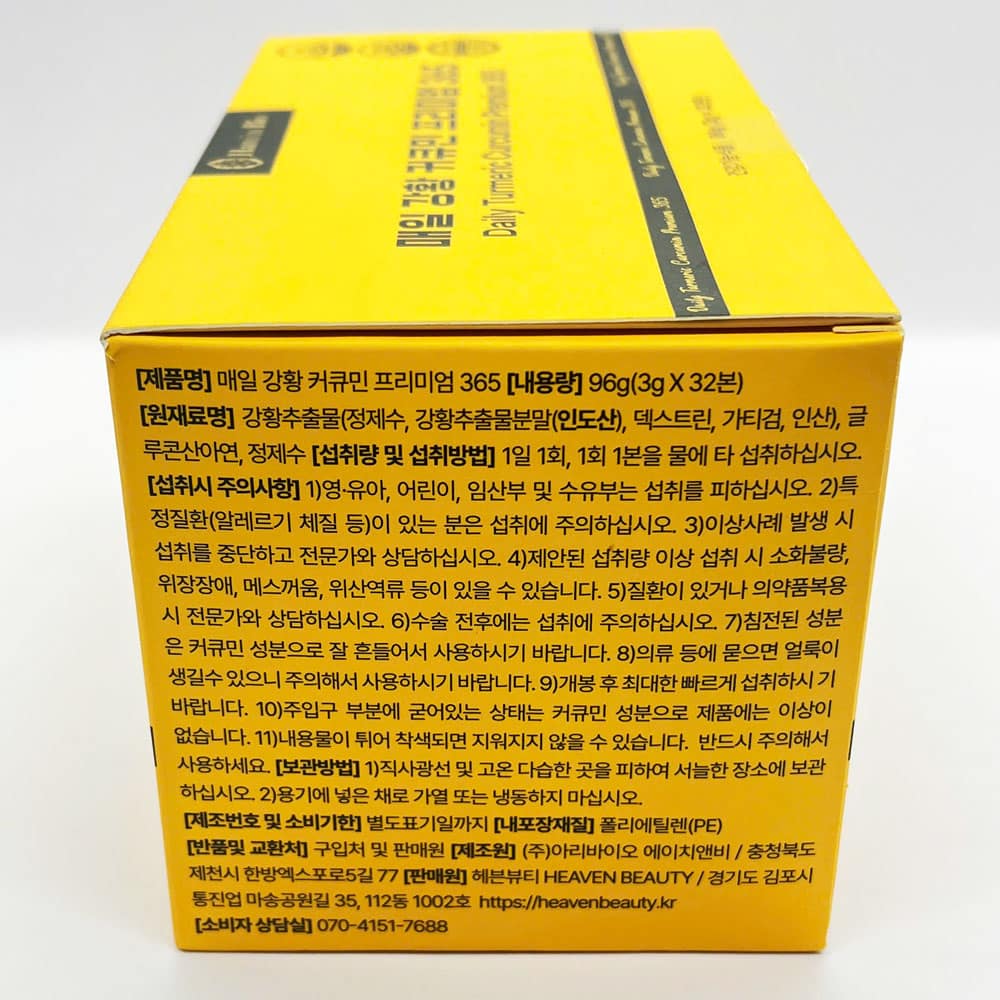 매일 강황 커큐민 프리미엄 365
Daily Turmeric Curcumin Premium 365
Daily Turmeric Curcumin Premium 365
Daily Turmeric Curcumin Premium 365
[제품명] 매일 강황 커큐민 프리미엄 365 [내용량] 96g(3g X 32본)
[원재료명] 강황추출물(정제수, 강황추출물분말(인도산), 덱스트린, 가티검, 인산), 글
루콘산아연, 정제수 [섭취량 및 섭취방법] 1일 1회, 1회 1본을 물에 타 섭취하십시오.
[섭취시 주의사항] 1)영·유아, 어린이, 임산부 및 수유부는 섭취를 피하십시오. 2)특
정질환(알레르기 체질 등)이 있는 분은 섭취에 주의하십시오. 3)이상사례 발생 시
섭취를 중단하고 전문가와 상담하십시오. 4)제안된 섭취량 이상 섭취 시 소화불량,
위장장애, 메스꺼움, 위산역류 등이 있을 수 있습니다. 5)질환이 있거나 의약품복용
시 전문가와 상담하십시오. 6)수술 전후에는 섭취에 주의하십시오. 7)침전된 성분
은 커큐민 성분으로 잘 흔들어서 사용하시기 바랍니다. 8)의류 등에 묻으면 얼룩이
생길수 있으니 주의해서 사용하시기 바랍니다. 9)개봉 후 최대한 빠르게 섭취하시 기
바랍니다. 10)주입구 부분에 굳어있는 상태는 커큐민 성분으로 제품에는 이상이
없습니다. 11)내용물이 튀어 착색되면 지워지지 않을 수 있습니다. 반드시 주의해서
사용하세요. [보관방법] 1)직사광선 및 고온 다습한 곳을 피하여 서늘한 장소에 보관
하십시오. 2)용기에 넣은 채로 가열 또는 냉동하지 마십시오.
[제조번호 및 소비기한] 별도표기일까지 [내포장재질] 폴리에틸렌(PE)
[반품및 교환처] 구입처 및 판매원 [제조원] (주)아리바이오 에이치앤비 / 충청북도
제천시 한방엑스포로5길 77 [판매원] 헤븐뷰티 HEAVEN BEAUTY / 경기도 김포시
통진읍 마송공원길 35, 112동 1002호 https://heavenbeauty.kr
[소비자 상담실] 070-4151-7688